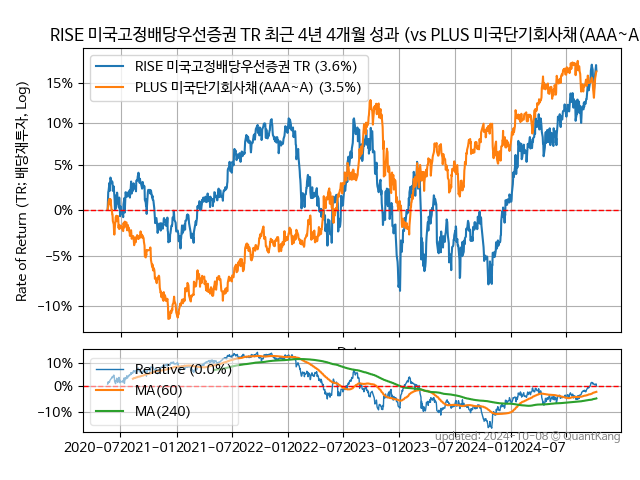 RISE 미국고정배당우선증권 TR 최근 4년 4개월 성과 (vs PLUS 미국단기회사채(AAA~A
Rate of Return (TR: 배당재투자, Log)
RISE 미국고정배당우선증권 TR (3.6%)
PLUS 미국단기회사채(AAA~A) (3.5%)
15%
10%
5%
0%
−5%
−10%
Relative (0.0%)
MA(60)
MA(240)
10%
0%
−10%
updated: 2024-10-08 © QuantKang
2020-07 2021-01 2021-07 2022-01 2022-07 2023-01 2023-07 2024-01 2024-07